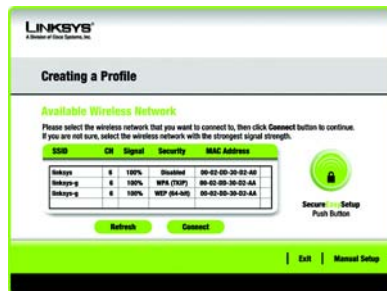 LINKSYS®
A Division of Cisco Systems, Inc.
Creating a Profile
Available Wireless Network
Please select the wireless network that you want to connect to, then click Connect button to continue.
If you are not sure, select the wireless network with the strongest signal strength.
SSID CH Signal Security MAC Address
linksys 6 100% Disabled 00-02-DD-30-D2-A0
linksys-g 6 100% WPA (TKIP) 00-02-DD-30-D2-AA
linksys-g 6 100% WEP (64-bit) 00-02-DD-30-D2-AA
SecureEasySetup
Push Button
Refresh Connect
Exit Manual Setup